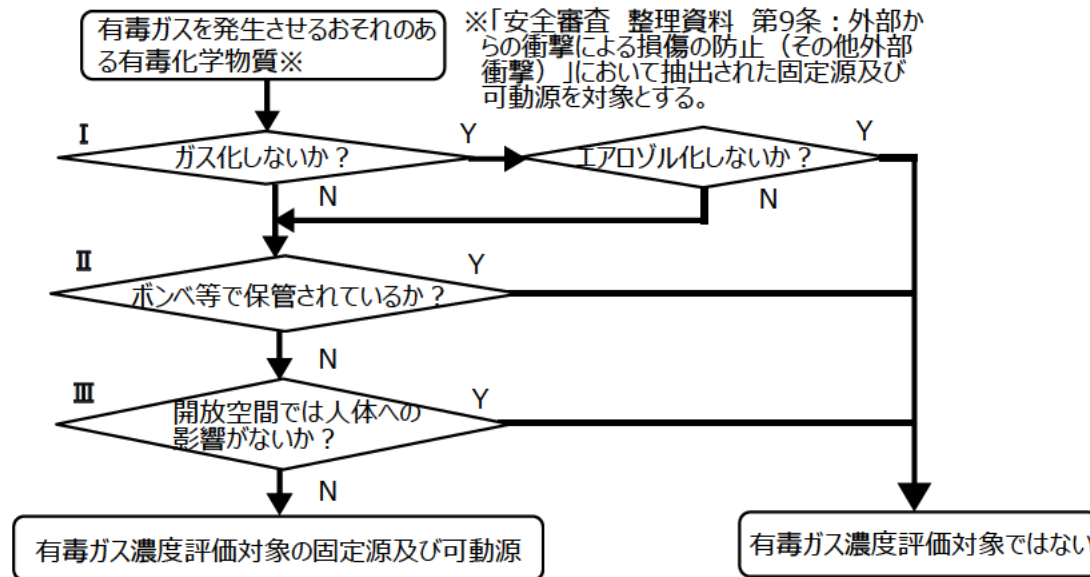 有毒ガスを発生させるおそれのあ
る有毒化学物質※
※「安全審査 整理資料 第9条：外部か
らの衝撃による損傷の防止（その他外部
衝撃）」において抽出された固定源及び
可動源を対象とする。
Ⅰ
ガス化しないか？
Y
エアロゾル化しないか？
Y
N
N
Ⅱ
ボンベ等で保管されているか？
Y
N
Ⅲ
開放空間では人体への
影響がないか？
Y
N
有毒ガス濃度評価対象の固定源及び可動源
有毒ガス濃度評価対象ではない